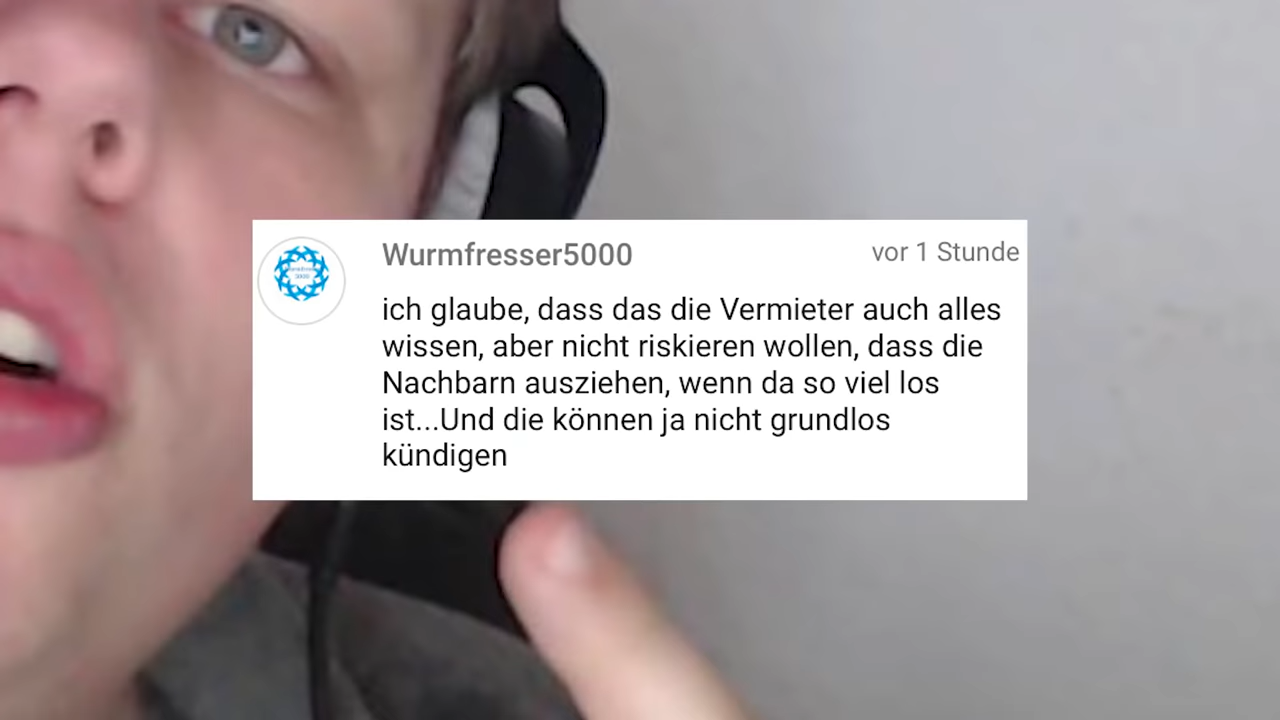 Wurmfresser5000
vor 1 Stunde
ich glaube, dass das die Vermieter auch alles
wissen, aber nicht riskieren wollen, dass die
Nachbarn ausziehen, wenn da so viel los
ist...Und die können ja nicht grundlos
kündigen